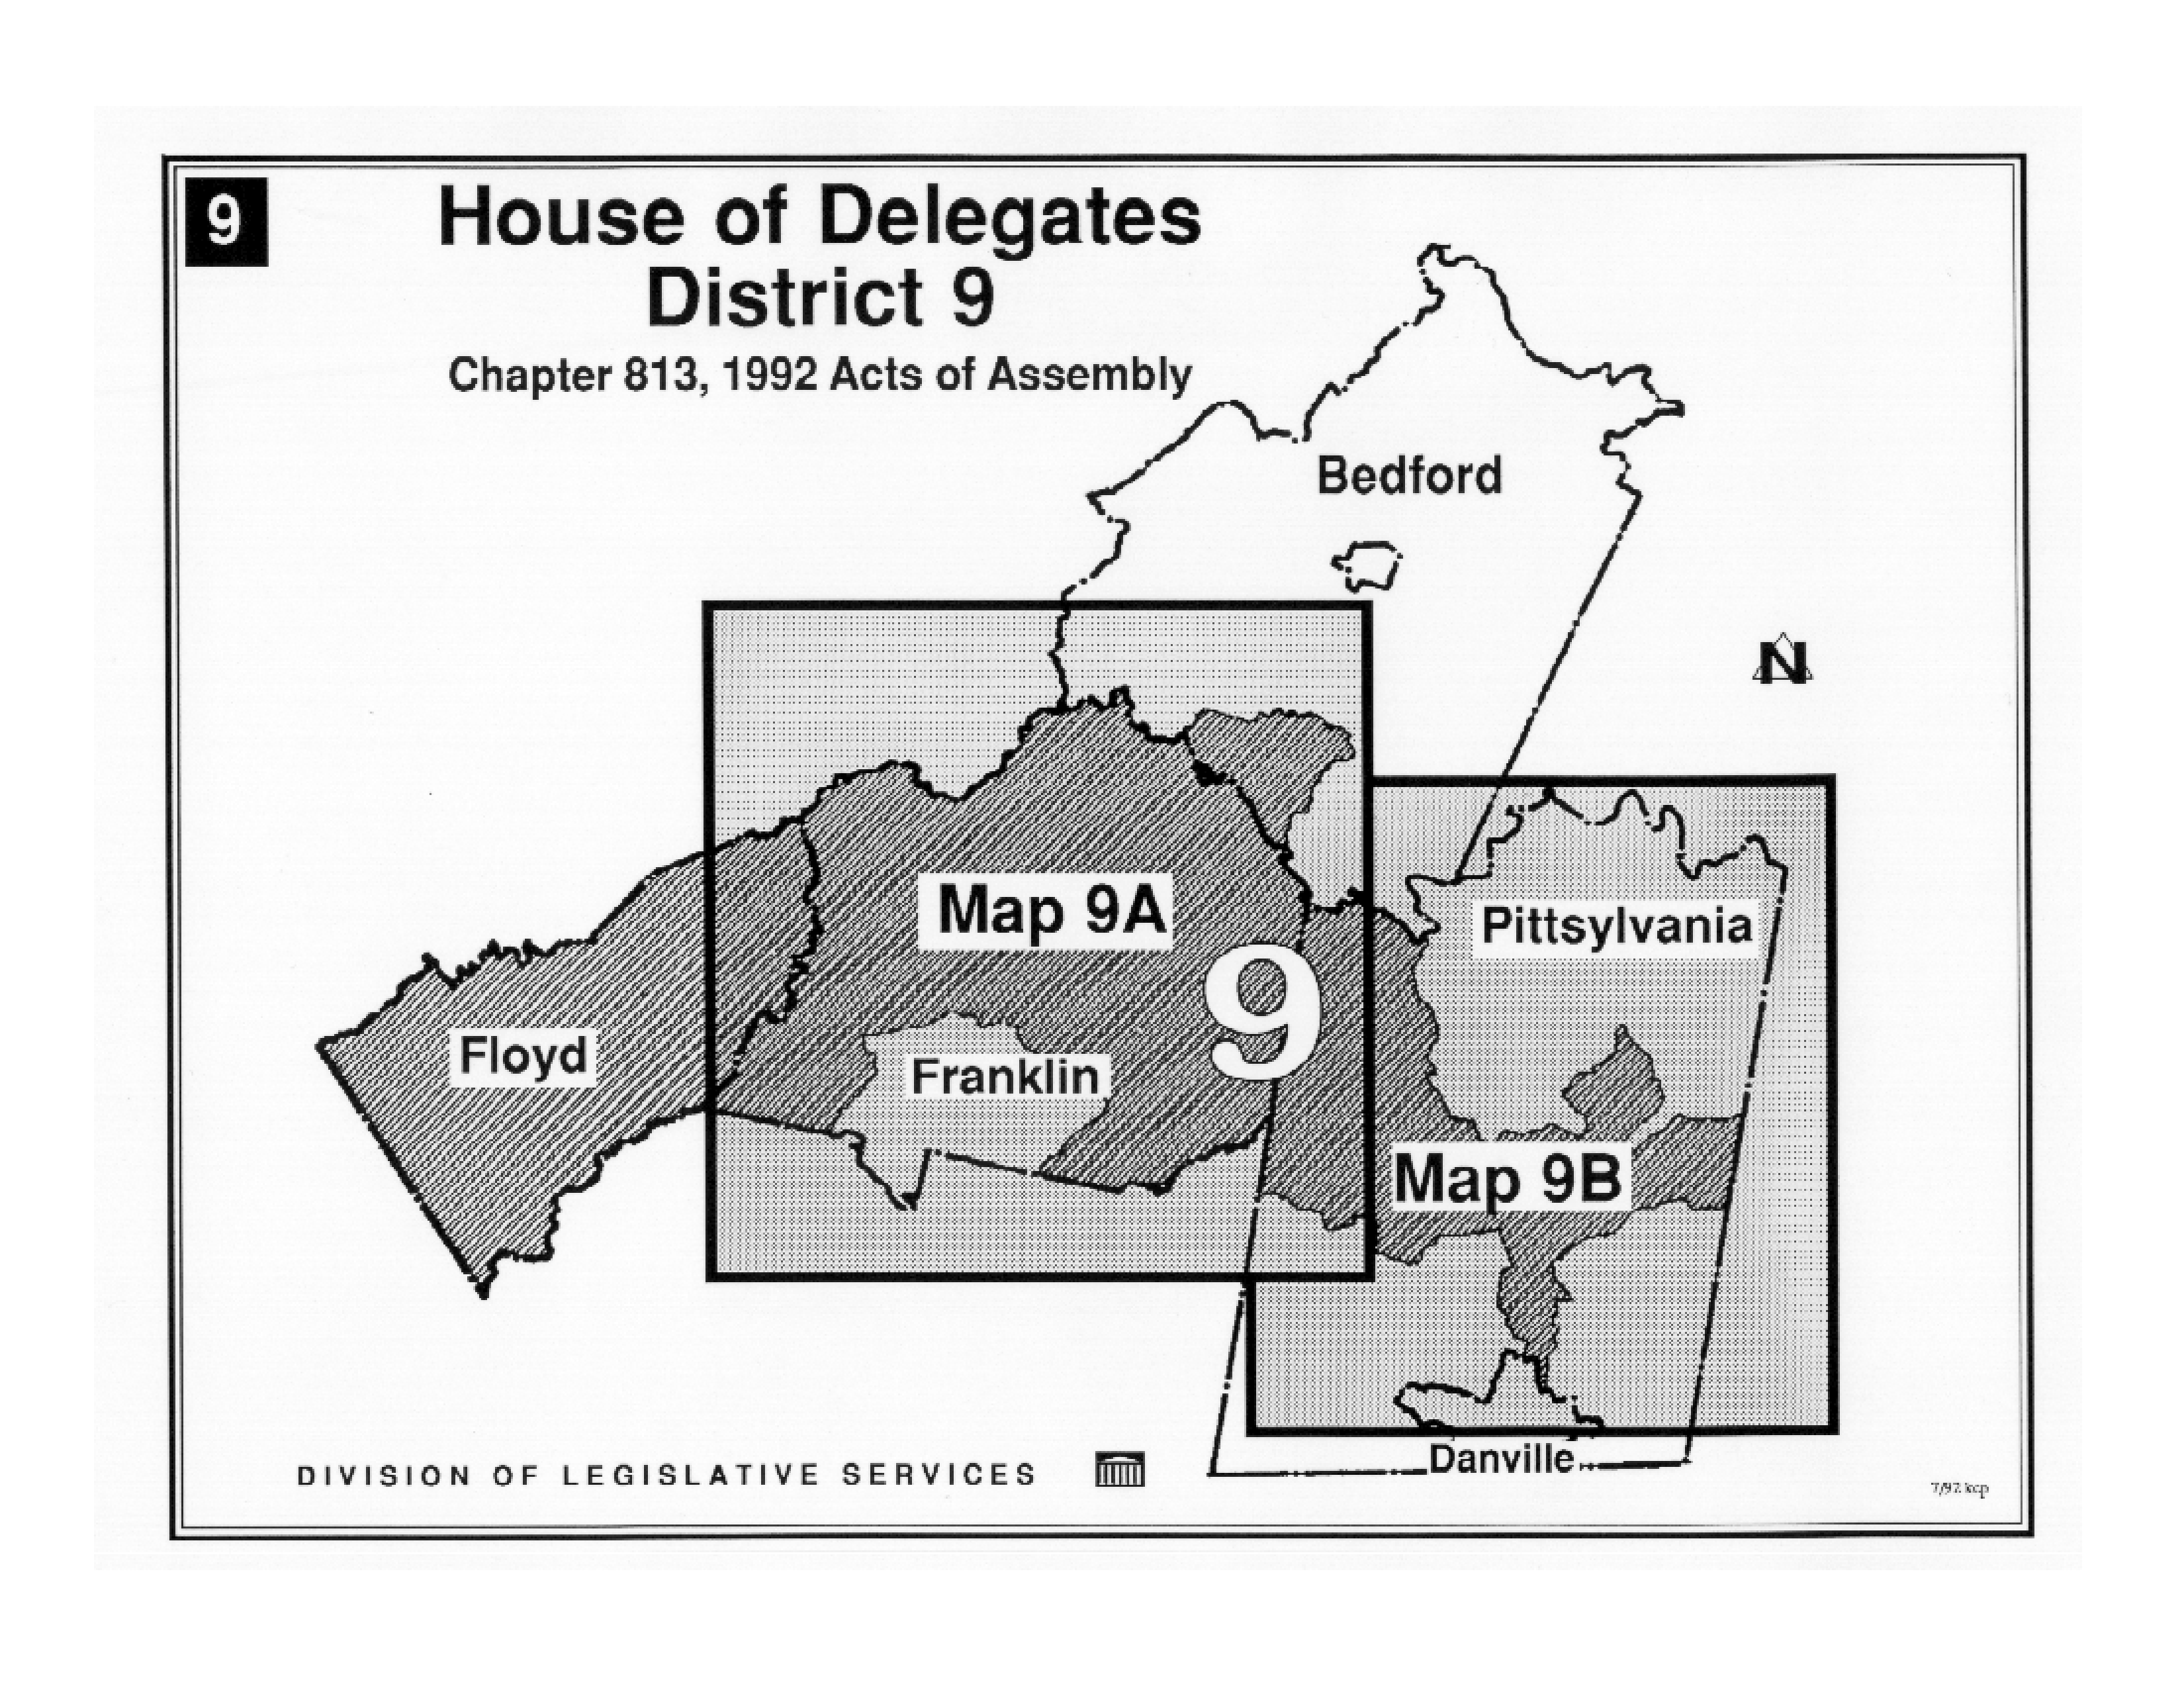 9
House of Delegates
District 9
Chapter 813, 1992 Acts of Assembly
Bedford
N
Map 9A
Pittsylvania
9
Floyd
Franklin
Map 9B
Danville
DIVISION OF LEGISLATIVE SERVICES
7/92 kcp